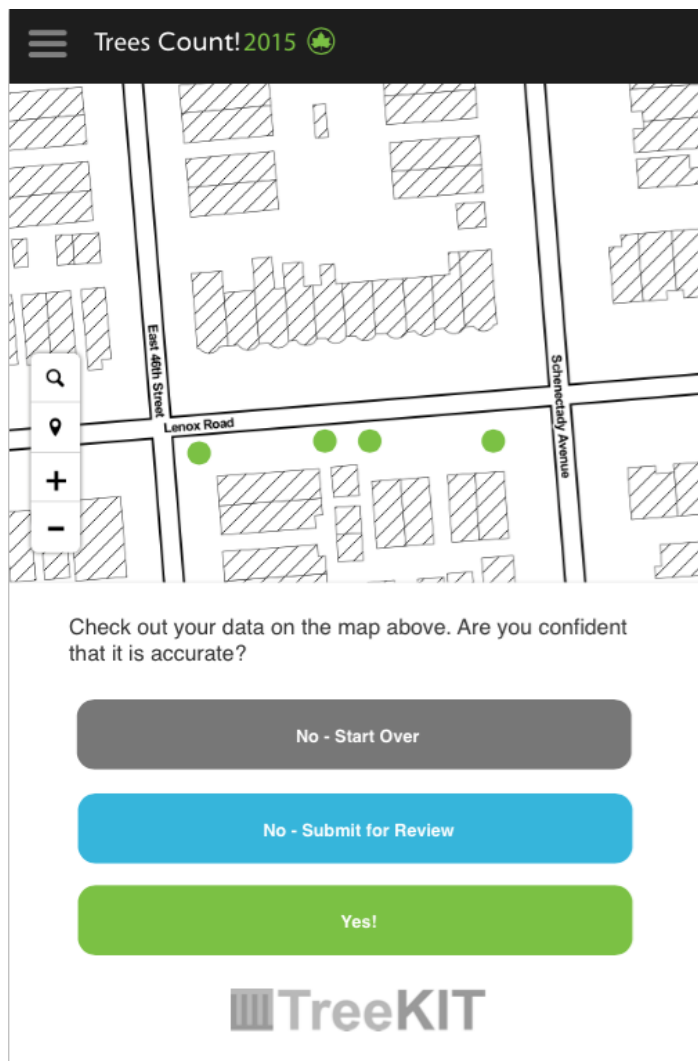 Trees Count! 2015
East 46th Street
Schenectady Avenue
Lenox Road
+
-
Check out your data on the map above. Are you confident
that it is accurate?
No - Start Over
No - Submit for Review
Yes!
TreeKIT